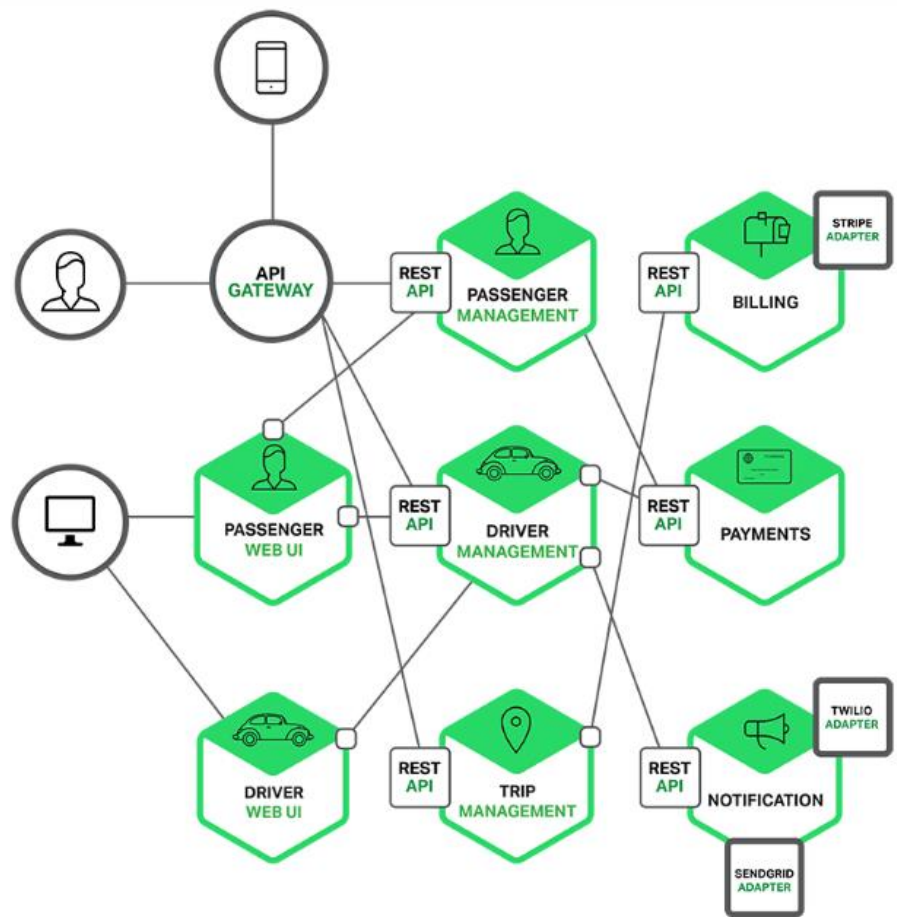 API
GATEWAY
REST
API
PASSENGER
MANAGEMENT
REST
API
BILLING
STRIPE
ADAPTER
PASSENGER
WEB UI
REST
API
DRIVER
MANAGEMENT
REST
API
PAYMENTS
DRIVER
WEB UI
REST
API
TRIP
MANAGEMENT
REST
API
NOTIFICATION
TWILIO
ADAPTER
SENDGRID
ADAPTER